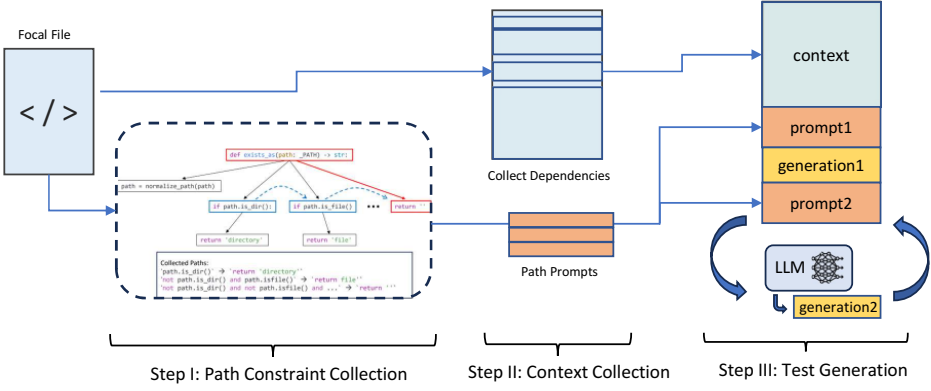 Focal File
</>
def exists_as(path: _PATH) -> str:
path = normalize_path(path)
if path.is_dir():
if path.is_file()
•••
return ''
return 'directory'
return 'file'
Collected Paths:
'path.is_dir()' → 'return 'directory''
'not path.is_dir() and path.isfile()' → 'return file''
'not path.is_dir() and not path.isfile() and ...' → 'return '''
Collect Dependencies
Path Prompts
context
prompt1
generation1
prompt2
LLM
generation2
Step I: Path Constraint Collection
Step II: Context Collection
Step III: Test Generation